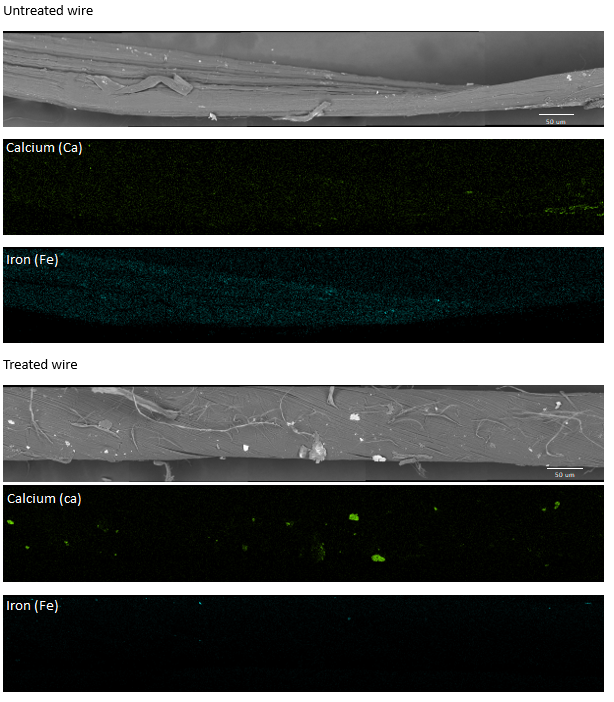 Untreated wire
50 um
Calcium (Ca)
Iron (Fe)
Treated wire
50 um
Calcium (ca)
Iron (Fe)